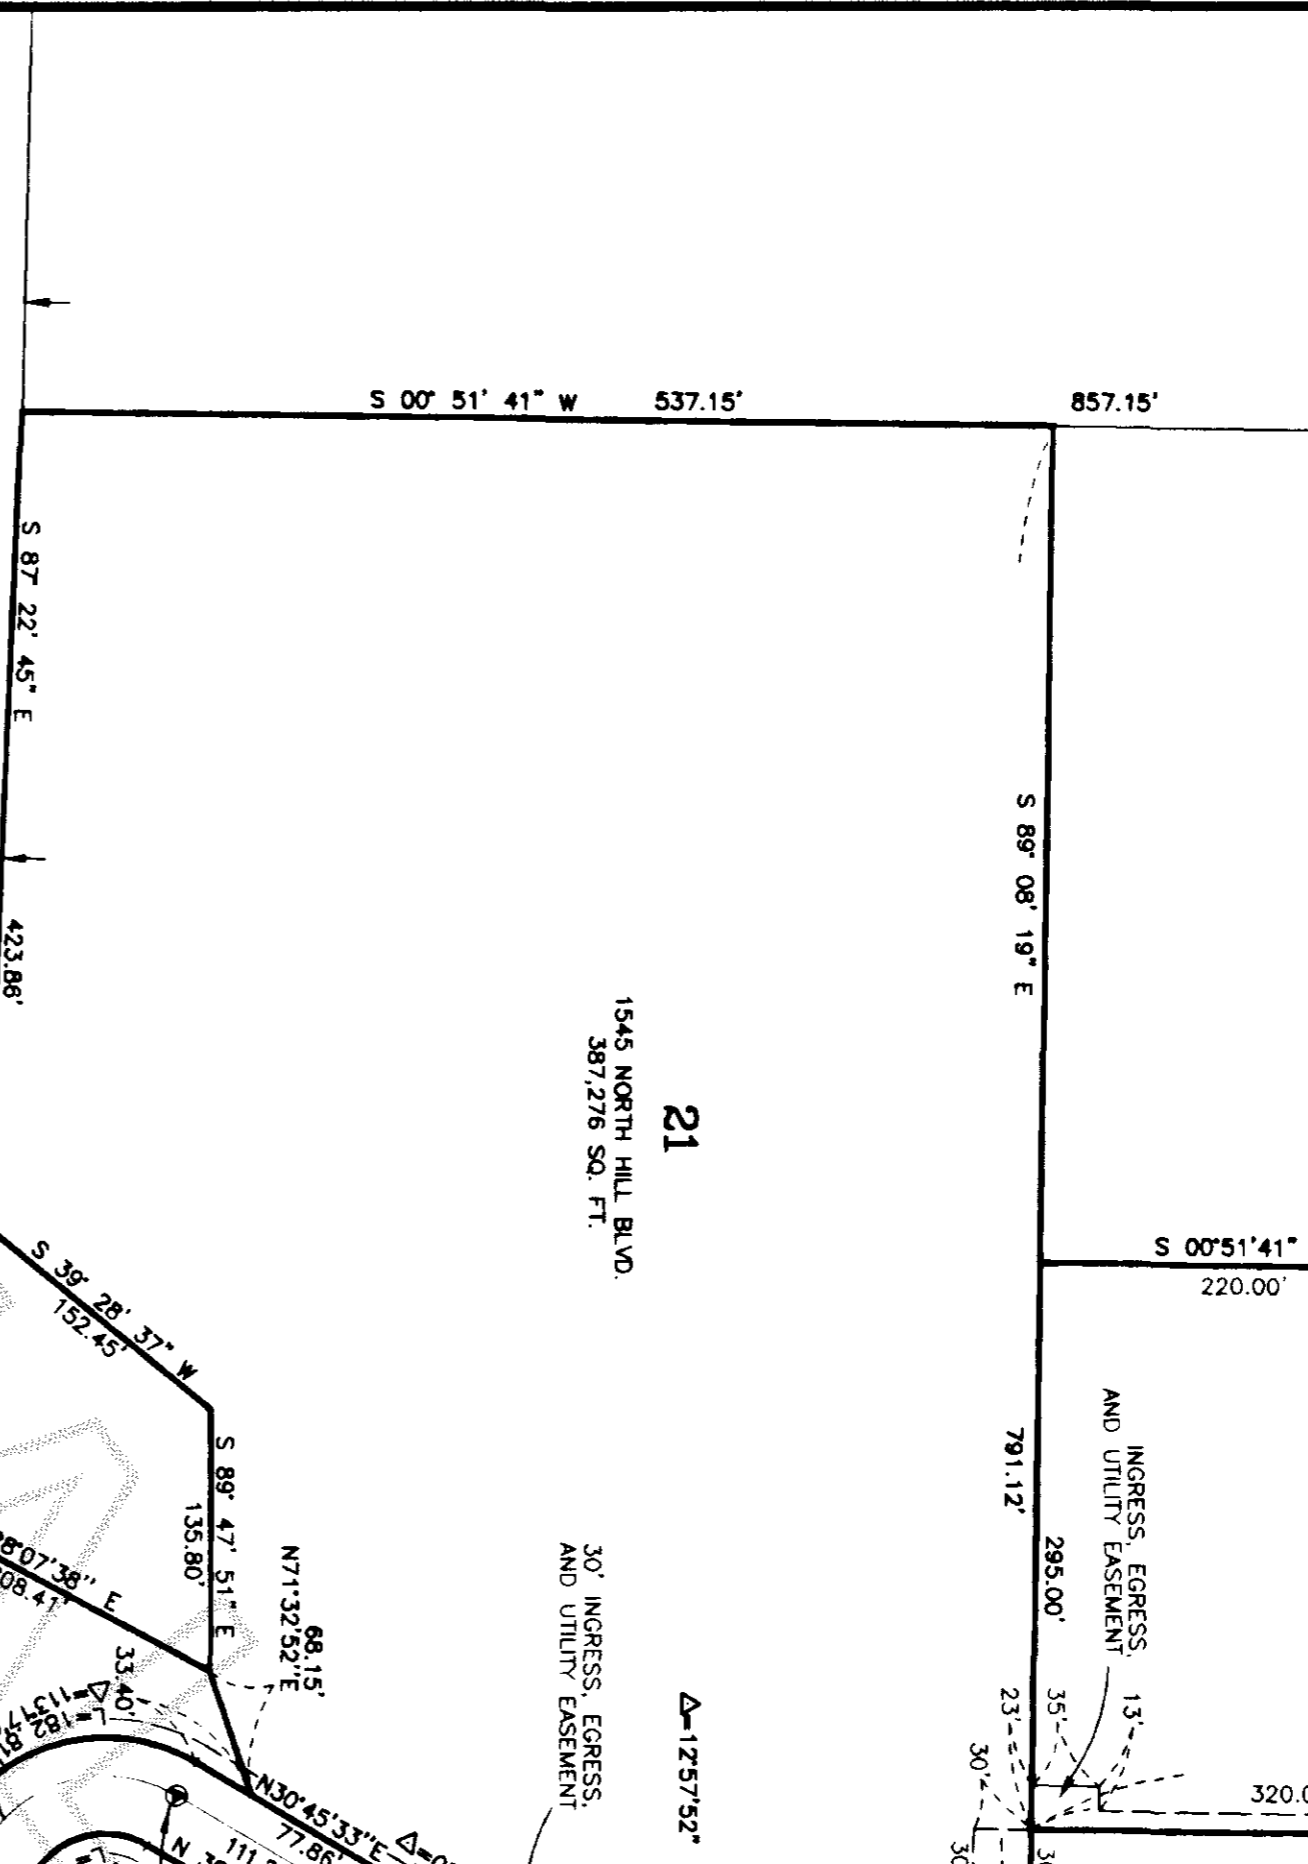 S 00° 51' 41" W 537.15' 857.15'
S 87° 22' 45" E
423.86'
S 89° 08' 19" E
791.12'
295.00'
21
1545 NORTH HILL BLVD.
387,276 SQ. FT.
S 00°51'41"
220.00'
INGRESS, EGRESS,
AND UTILITY EASEMENT
13'
35'
23'
30'
S 39° 28' 37" W
152.45'
S 89° 47' 51" E
135.80'
68.15'
N71°32'52"E
30' INGRESS, EGRESS,
AND UTILITY EASEMENT
Δ=12°57'52"
33.40'
N30°45'33"E
77.86'